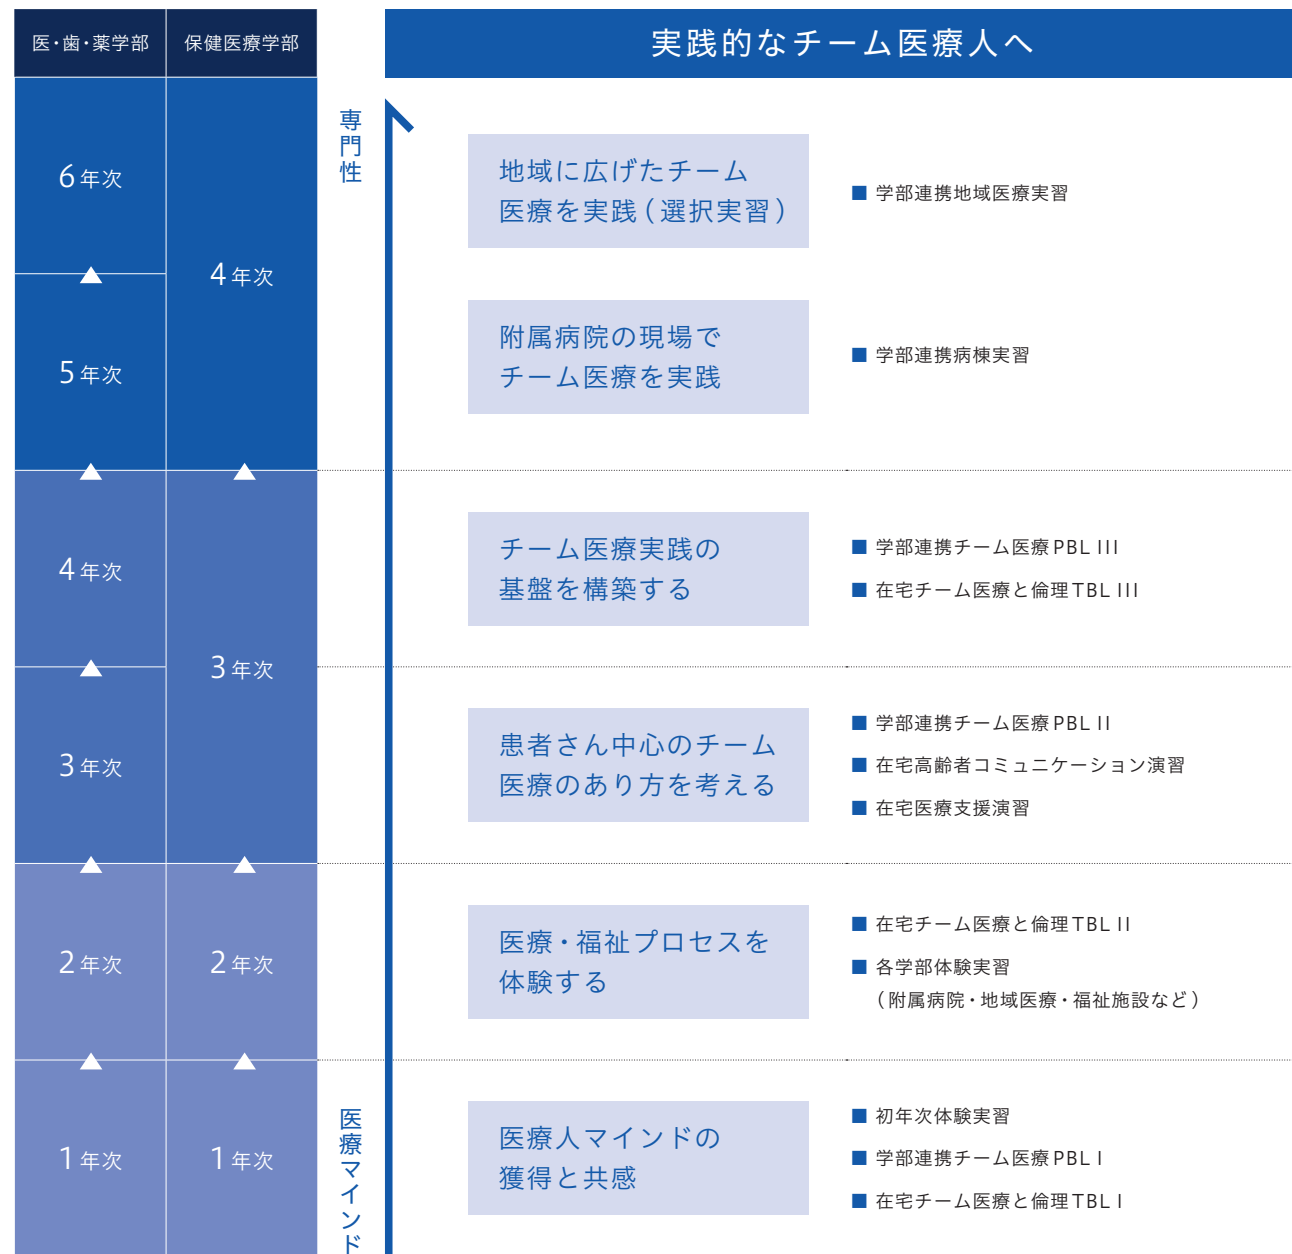 医・歯・薬学部
保健医療学部
実践的なチーム医療人へ
専門性
6年次
5年次
4年次
4年次
3年次
3年次
2年次
2年次
1年次
1年次
地域に広げたチーム
医療を実践(選択実習)
■ 学部連携地域医療実習
附属病院の現場で
チーム医療を実践
■ 学部連携病棟実習
チーム医療実践の
基盤を構築する
■ 学部連携チーム医療PBL III
■ 在宅チーム医療と倫理TBL III
患者さん中心のチーム
医療のあり方を考える
■ 学部連携チーム医療PBL II
■ 在宅高齢者コミュニケーション演習
■ 在宅医療支援演習
医療・福祉プロセスを
体験する
■ 在宅チーム医療と倫理TBL II
■ 各学部体験実習
(附属病院・地域医療・福祉施設など)
医療人マインドの
獲得と共感
■ 初年次体験実習
■ 学部連携チーム医療PBL I
■ 在宅チーム医療と倫理TBL I
医療マインド